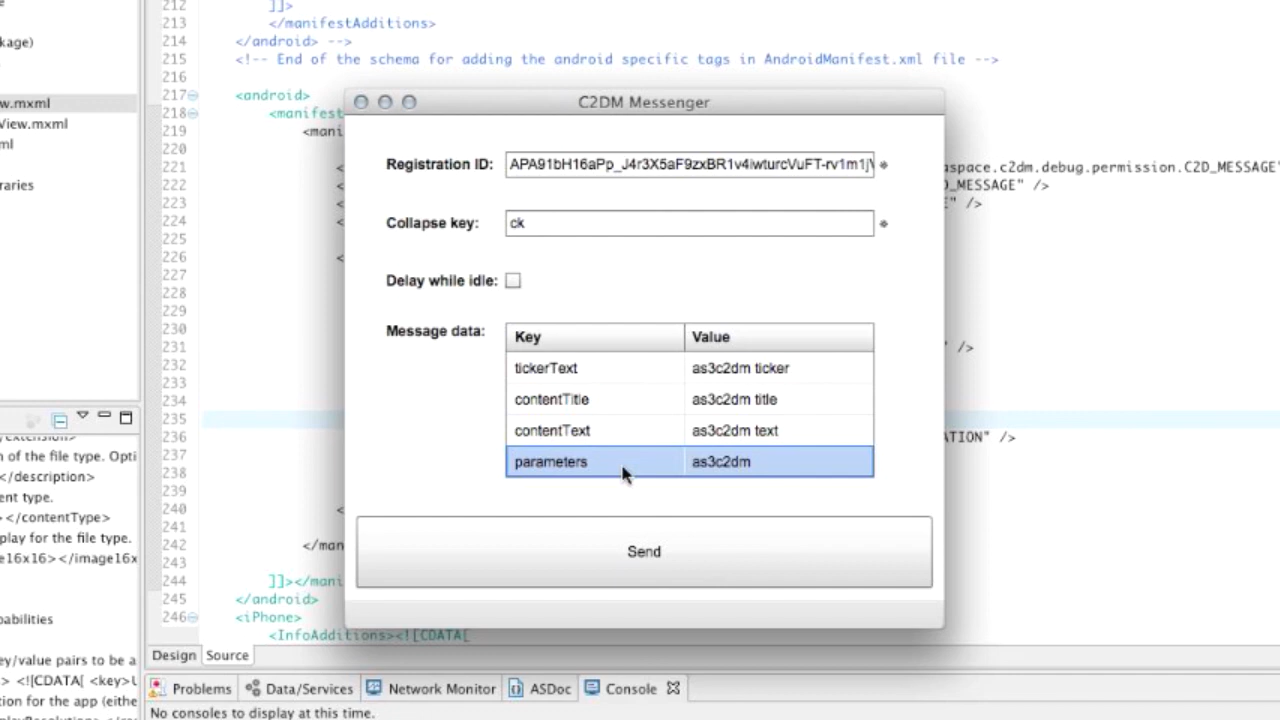 212 ]]>
213 </manifestAdditions>
kage) 214 </android> -->
215 <!-- End of the schema for adding the android specific tags in AndroidManifest.xml file -->
216
w.mxml 217 <android>
C2DM Messenger
View.mxml 218 <manifest
ml 219 <mani
220
Registration ID: APA91bH16aPp_J4r3X5aF9zxBR1v4iwturcVuFT-rv1m1j
221 aspace.c2dm.debug.permission.C2D_MESSAGE"
raries 222 D_MESSAGE" />
223 " />
224
Collapse key: ck
225
226
227
Delay while idle:
228
229
230
Message data:
Key Value
231 />
232
tickerText as3c2dm ticker
233
234
contentTitle as3c2dm title
235
contentText as3c2dm text
236 ATION" />
of the file type. Opti 237
parameters as3c2dm
</description> 238
ent type. 239
></contentType> 240
241
play for the file type. 242 </man
e16x16></image16x 243
Send
244 ]]></mani
245 </android>
abilities 246 <iPhone>
<InfoAdditions><![CDATA[
Design Source
ey/value pairs to be a
> <![CDATA[ <key>U
Problems Data/Services Network Monitor ASDoc Console
tion for the app (eithe
No consoles to display at this time.